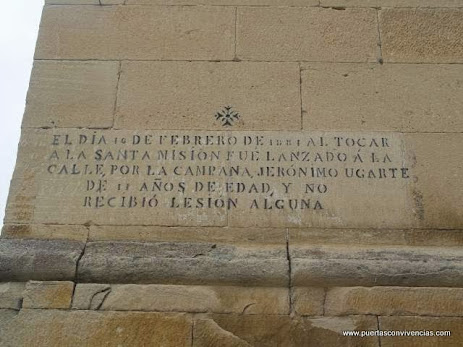 EL DÍA 19 DE FEBRERO DE 1881 AL TOCAR
A LA SANTA MISIÓN FUE LANZADO Á LA
CALLE, POR LA CAMPANA, JERÓNIMO UGARTE
DE 11 AÑOS DE EDAD, Y NO
RECIBIÓ LESIÓN ALGUNA
www.puertasconvivencias.com